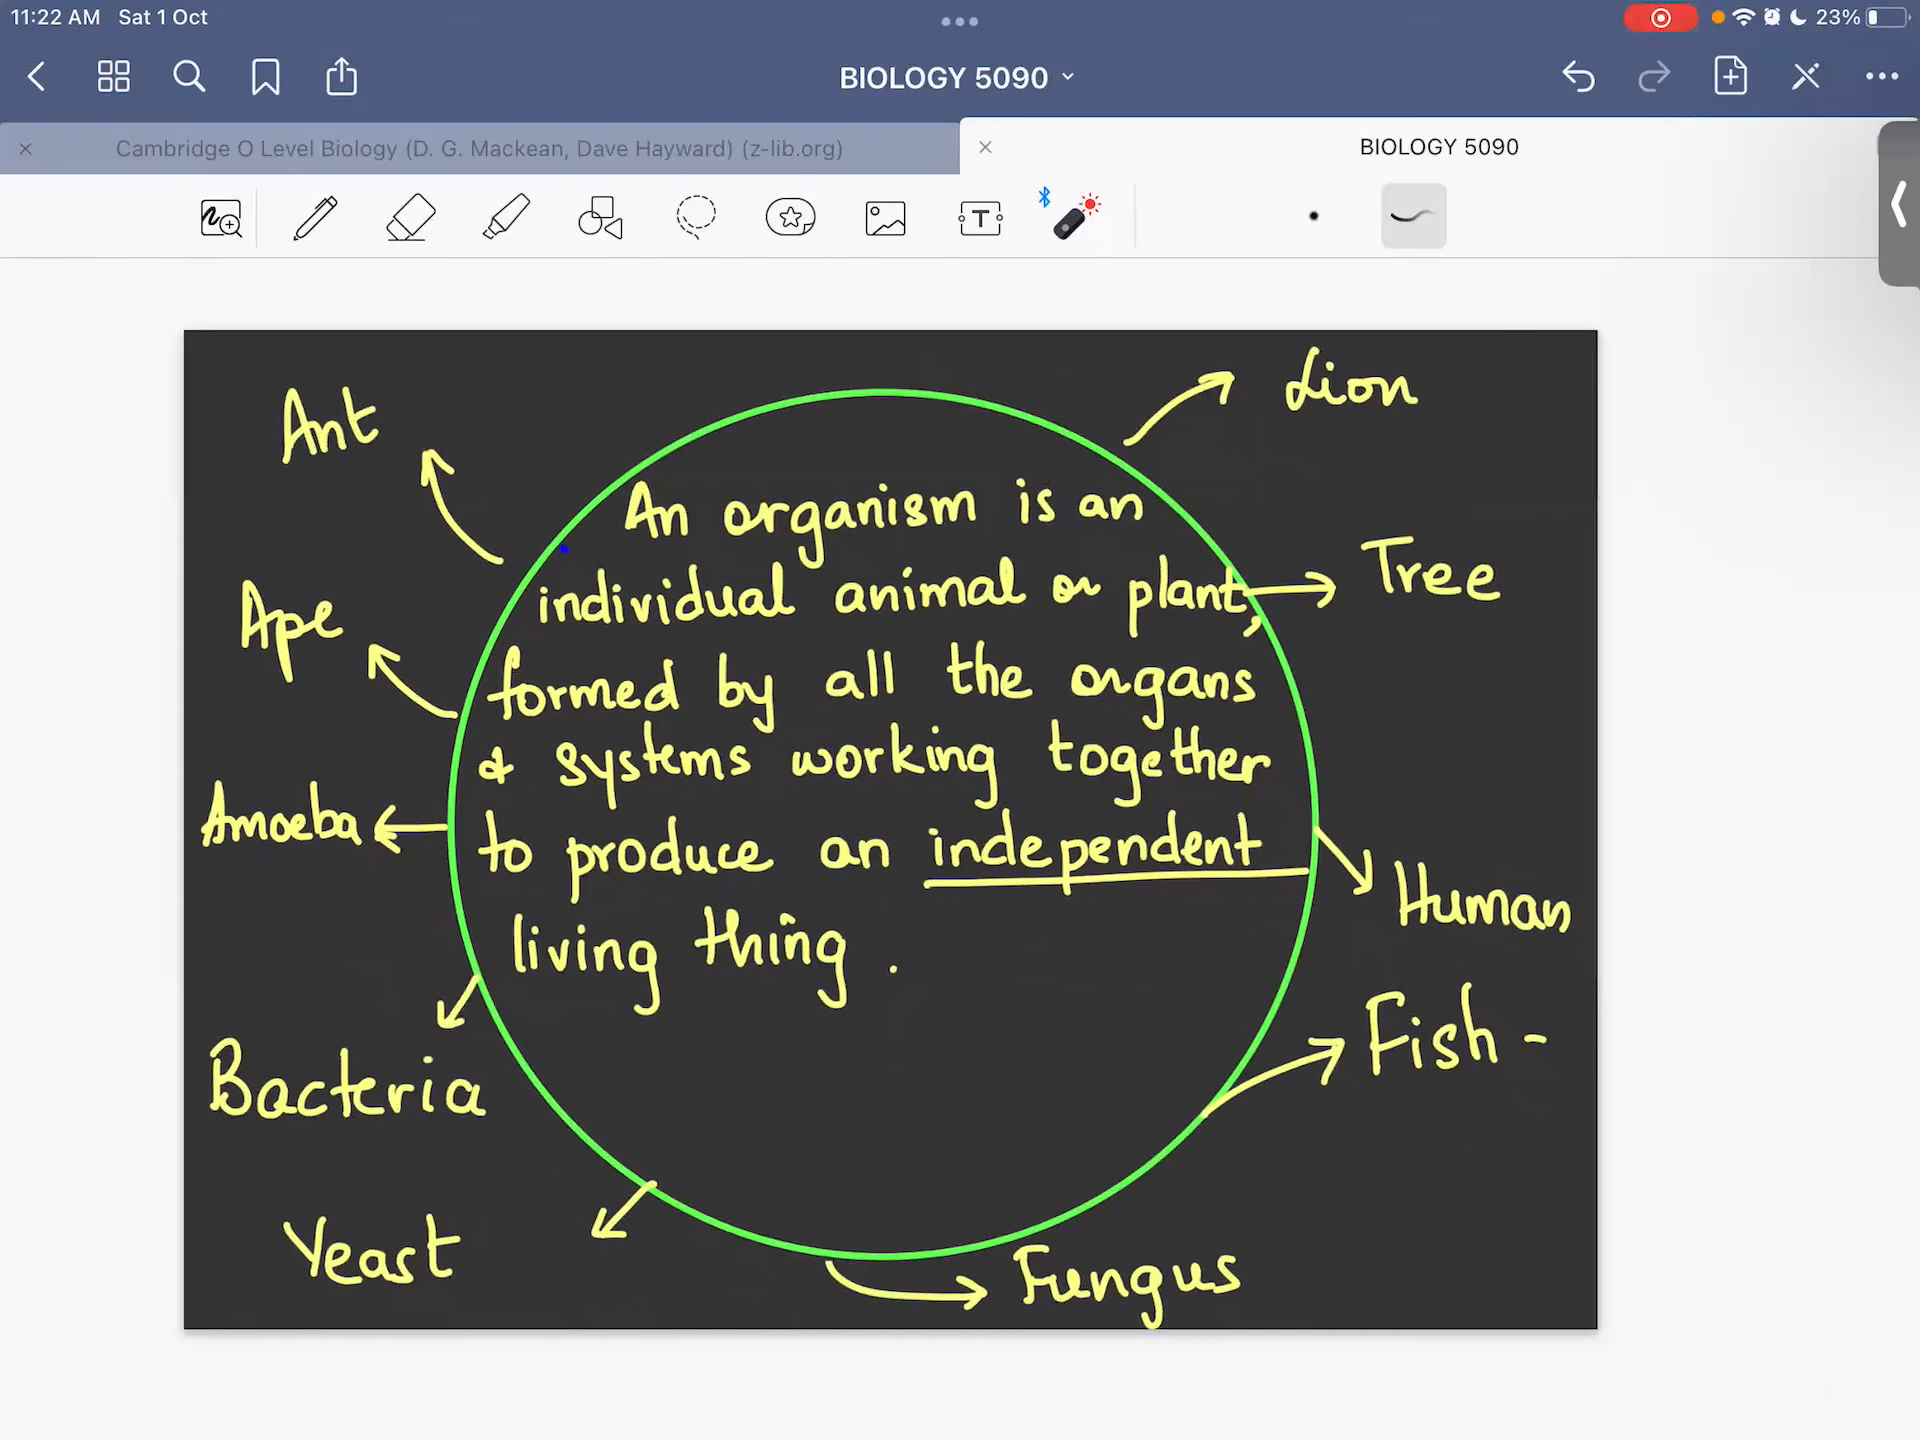 11:22 AM Sat 1 Oct
23%
BIOLOGY 5090
Cambridge O Level Biology (D. G. Mackean, Dave Hayward) (z-lib.org)
BIOLOGY 5090
T
Ant
Lion
An organism is an
individual animal or plant,
formed by all the organs
& systems working together
to produce an independent
living thing.
Tree
Ape
Amoeba
Human
Bacteria
Fish -
Yeast
Fungus